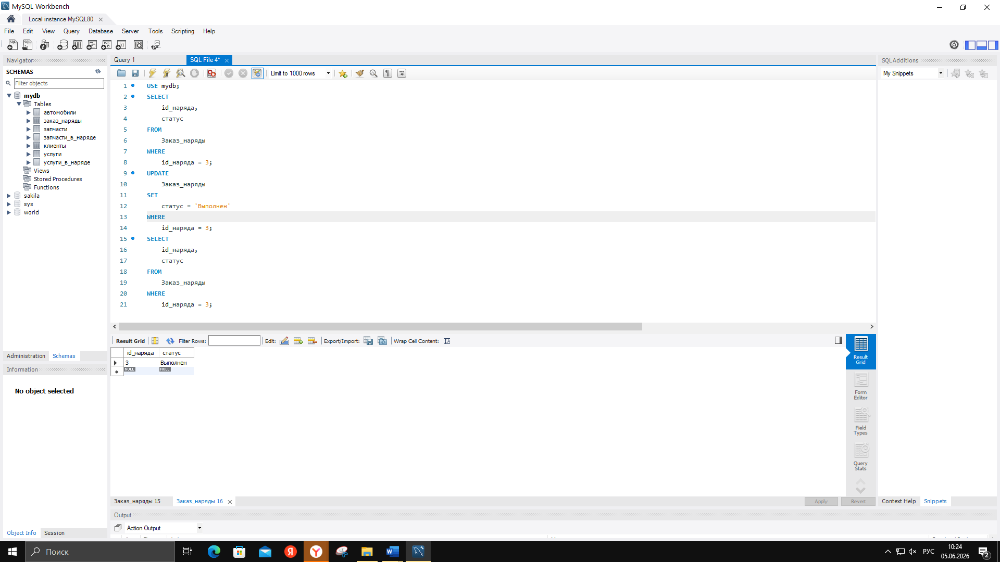 MySQL Workbench
Local instance MySQL80
File Edit View Query Database Server Tools Scripting Help
Navigator
SCHEMAS
Filter objects
mydb
Tables
автомобили
заказ_наряды
запчасти
запчасти_в_наряде
клиенты
услуги
услуги_в_наряде
Views
Stored Procedures
Functions
sakila
sys
world
Administration Schemas
Information
No object selected
Object Info Session
Query 1 SQL File 4*
Limit to 1000 rows
1 USE mydb;
2 SELECT
3 id_наряда,
4 статус
5 FROM
6 Заказ_наряды
7 WHERE
8 id_наряда = 3;
9 UPDATE
10 Заказ_наряды
11 SET
12 статус = 'Выполнен'
13 WHERE
14 id_наряда = 3;
15 SELECT
16 id_наряда,
17 статус
18 FROM
19 Заказ_наряды
20 WHERE
21 id_наряда = 3;
Result Grid Filter Rows: Edit: Export/Import: Wrap Cell Content:
id_наряда статус
3 Выполнен
NULL NULL
Result Grid
Form Editor
Field Types
Query Stats
Заказ_наряды 15 Заказ_наряды 16
Apply Revert
Output
Action Output
SQLAdditions
My Snippets
Context Help Snippets
Поиск
РУС
10:24
05.06.2026
2